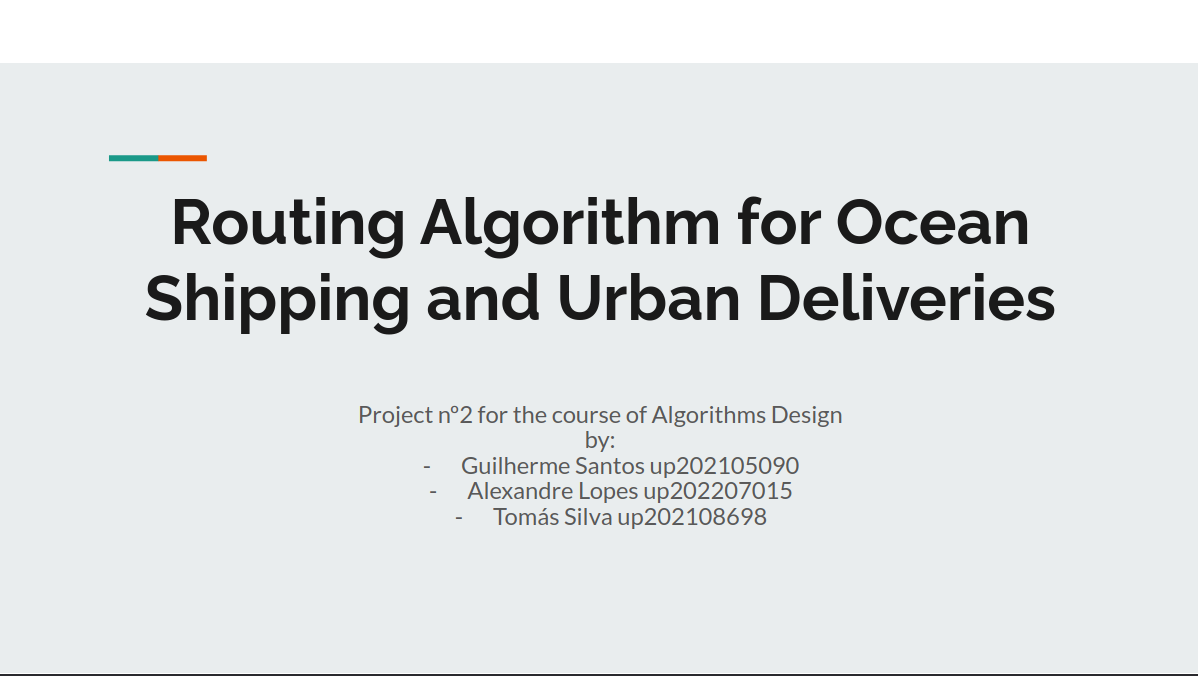 Routing Algorithm for Ocean
Shipping and Urban Deliveries
Project nº2 for the course of Algorithms Design
by:
- Guilherme Santos up202105090
- Alexandre Lopes up202207015
- Tomás Silva up202108698